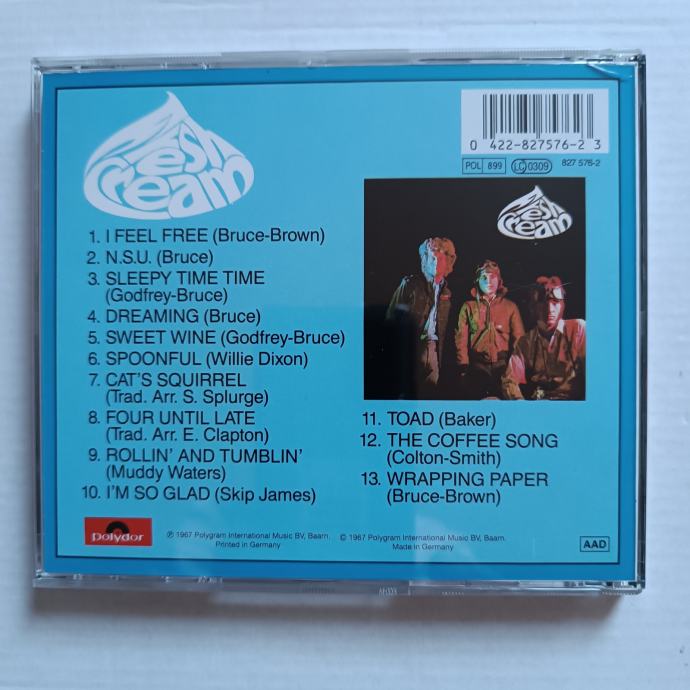 Fresh
Cream
0 422-827576-2 3
POL 899 LC 0309 827 576-2
Fresh
Cream
1. I FEEL FREE (Bruce-Brown)
2. N.S.U. (Bruce)
3. SLEEPY TIME TIME
(Godfrey-Bruce)
4. DREAMING (Bruce)
5. SWEET WINE (Godfrey-Bruce)
6. SPOONFUL (Willie Dixon)
7. CAT'S SQUIRREL
(Trad. Arr. S. Splurge)
8. FOUR UNTIL LATE
(Trad. Arr. E. Clapton)
9. ROLLIN' AND TUMBLIN'
(Muddy Waters)
10. I'M SO GLAD (Skip James)
11. TOAD (Baker)
12. THE COFFEE SONG
(Colton-Smith)
13. WRAPPING PAPER
(Bruce-Brown)
Polydor
℗ 1967 Polygram International Music BV, Baarn.
Printed in Germany
© 1967 Polygram International Music BV, Baarn.
Made in Germany
AAD